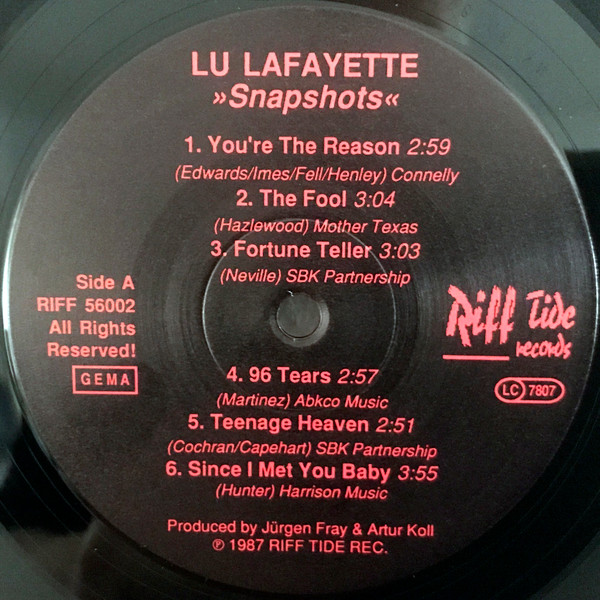 LU LAFAYETTE
»Snapshots«
1. You're The Reason 2:59
(Edwards/Imes/Fell/Henley) Connelly
2. The Fool 3:04
(Hazlewood) Mother Texas
3. Fortune Teller 3:03
(Neville) SBK Partnership
Side A
RIFF 56002
All Rights
Reserved!
GEMA
Riff Tide
records
LC 7807
4. 96 Tears 2:57
(Martinez) Abkco Music
5. Teenage Heaven 2:51
(Cochran/Capehart) SBK Partnership
6. Since I Met You Baby 3:55
(Hunter) Harrison Music
Produced by Jürgen Fray & Artur Koll
℗ 1987 RIFF TIDE REC.